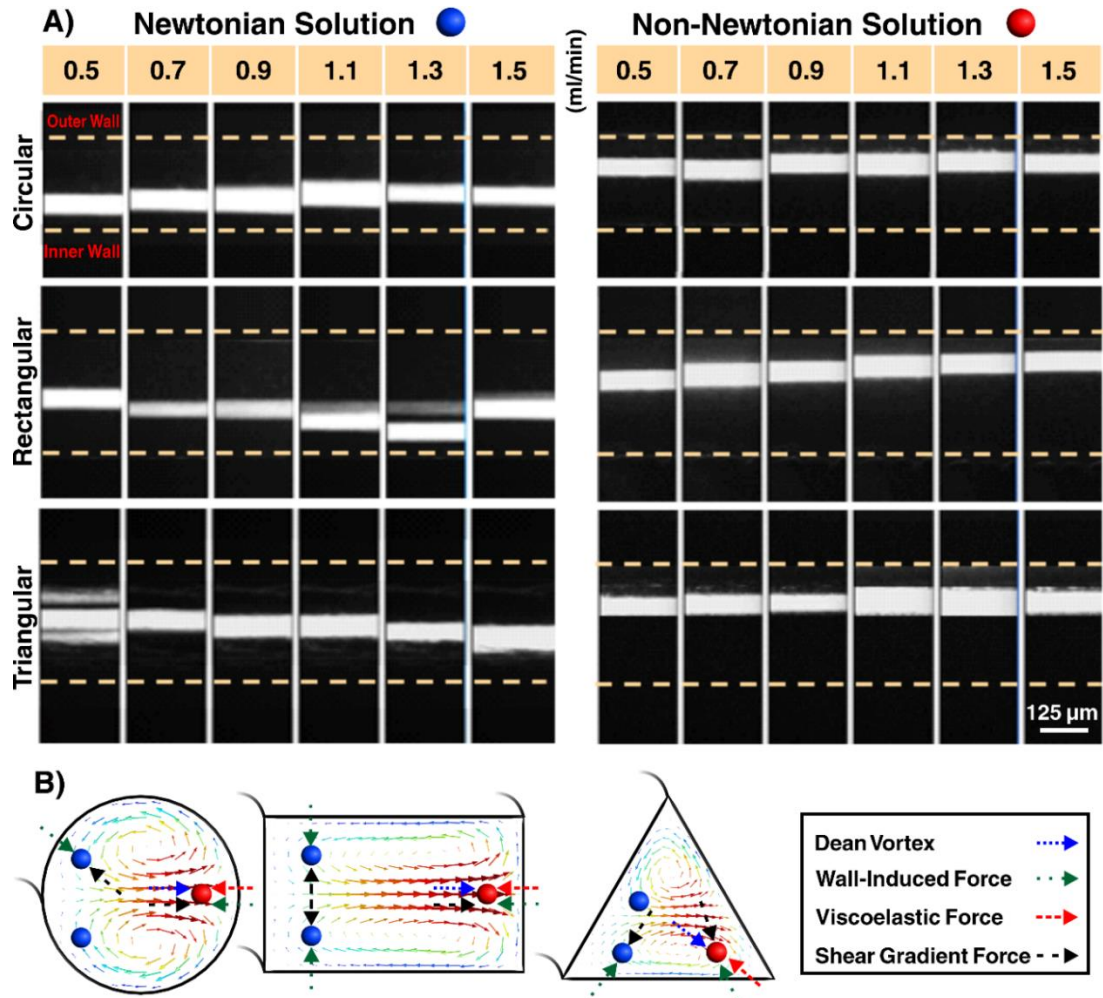 A) Newtonian Solution Non-Newtonian Solution
0.5 0.7 0.9 1.1 1.3 1.5 (ml/min) 0.5 0.7 0.9 1.1 1.3 1.5
Circular
Outer Wall
Inner Wall
Rectangular
Triangular
125 µm
B)
Dean Vortex
Wall-Induced Force
Viscoelastic Force
Shear Gradient Force